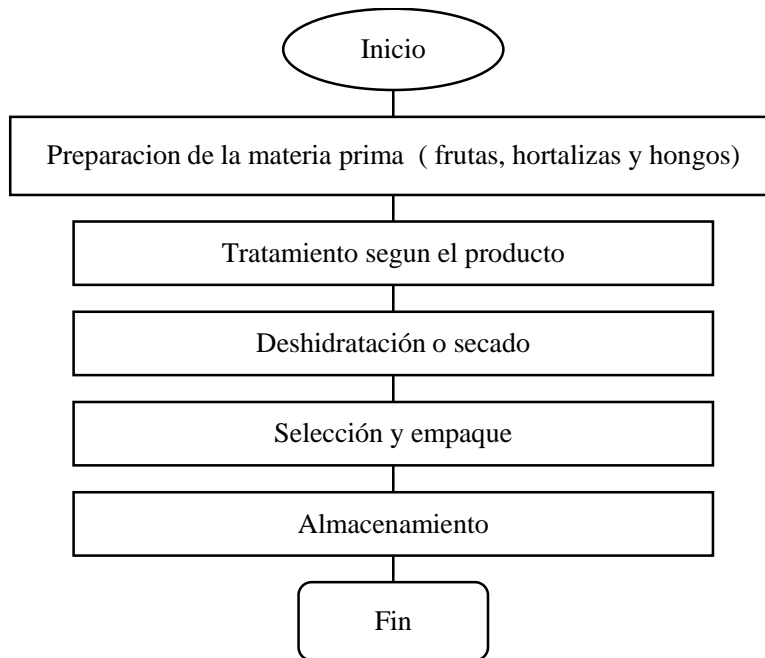 Inicio
Preparacion de la materia prima ( frutas, hortalizas y hongos)
Tratamiento segun el producto
Deshidratación o secado
Selección y empaque
Almacenamiento
Fin